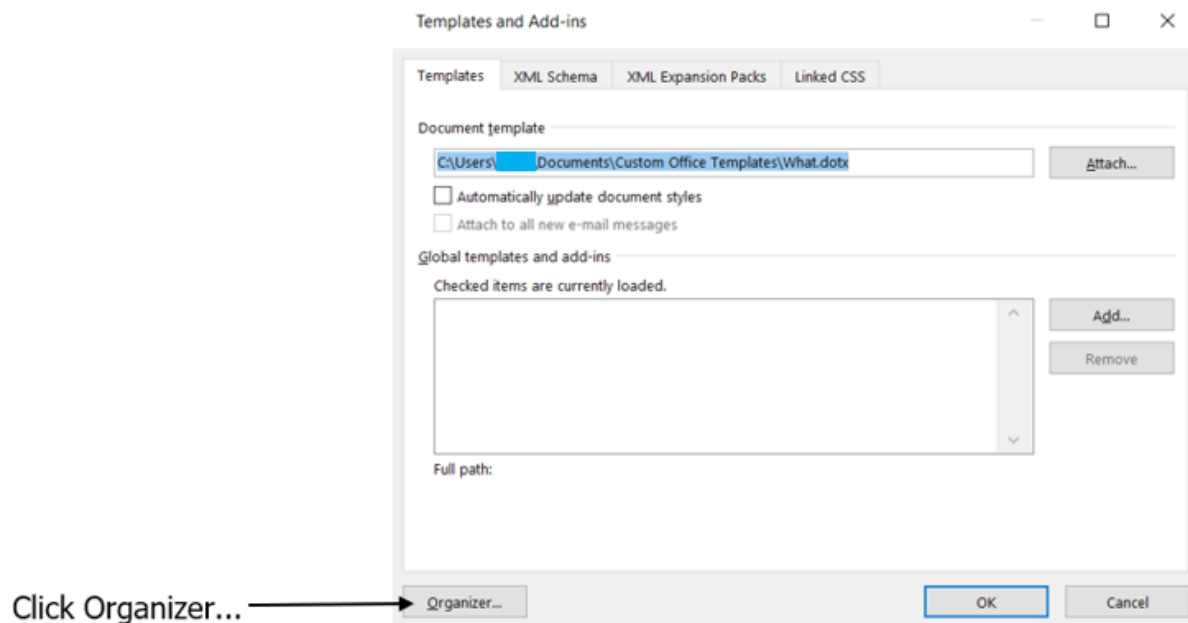 Templates and Add-ins
Templates XML Schema XML Expansion Packs Linked CSS
Document template
C:\Users\ Documents\Custom Office Templates\What.dotx Attach...
Automatically update document styles
Attach to all new e-mail messages
Global templates and add-ins
Checked items are currently loaded.
Add...
Remove
Full path:
Click Organizer... Organizer... OK Cancel